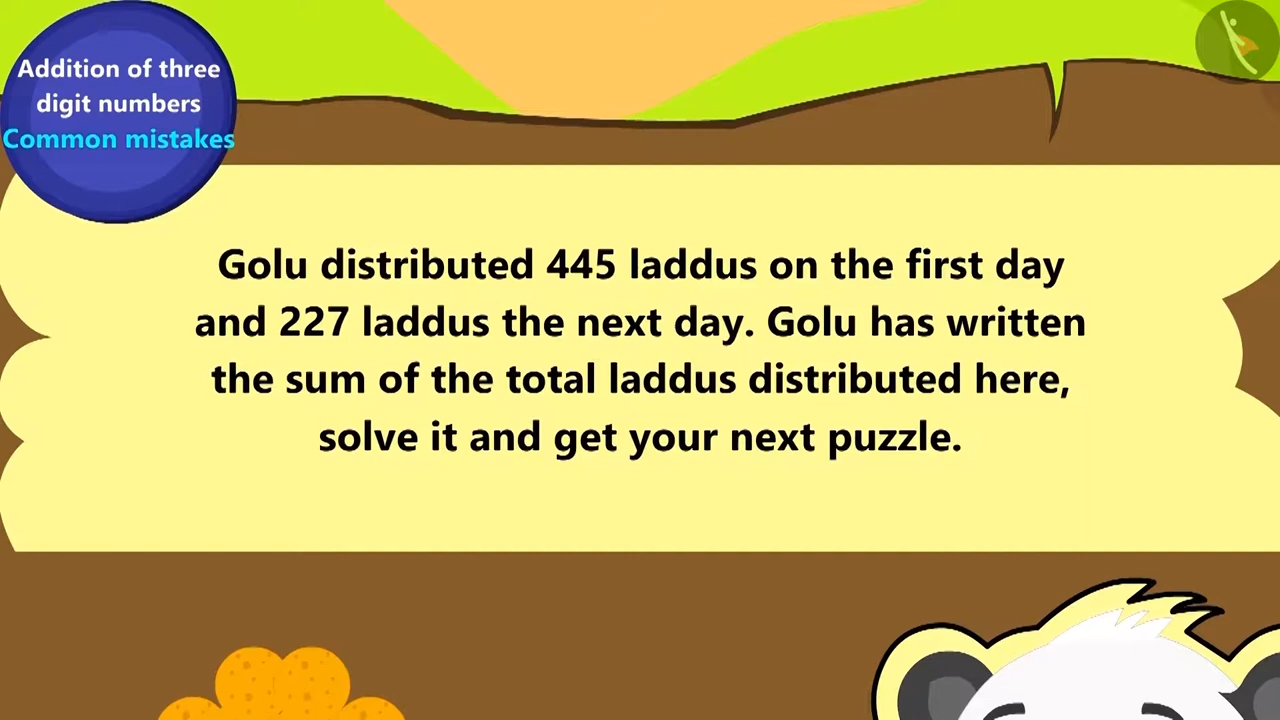 Addition of three
digit numbers
Common mistakes
Golu distributed 445 laddus on the first day
and 227 laddus the next day. Golu has written
the sum of the total laddus distributed here,
solve it and get your next puzzle.